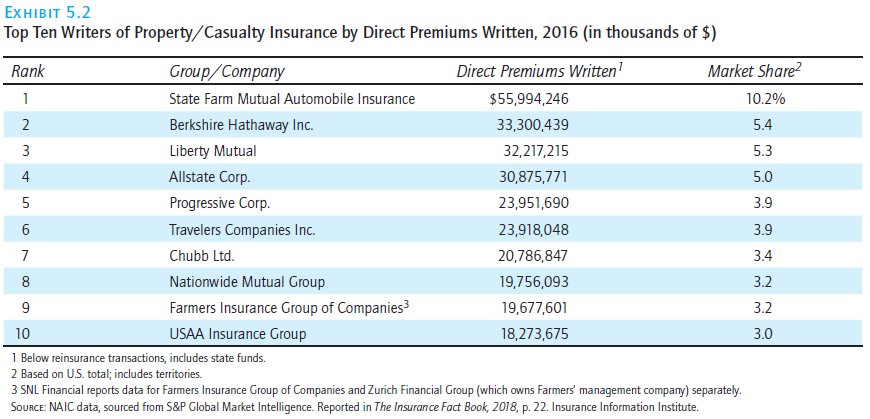 EXHIBIT 5.2
Top Ten Writers of Property/Casualty Insurance by Direct Premiums Written, 2016 (in thousands of $)
Rank Group/Company Direct Premiums Written1 Market Share2
1 State Farm Mutual Automobile Insurance $55,994,246 10.2%
2 Berkshire Hathaway Inc. 33,300,439 5.4
3 Liberty Mutual 32,217,215 5.3
4 Allstate Corp. 30,875,771 5.0
5 Progressive Corp. 23,951,690 3.9
6 Travelers Companies Inc. 23,918,048 3.9
7 Chubb Ltd. 20,786,847 3.4
8 Nationwide Mutual Group 19,756,093 3.2
9 Farmers Insurance Group of Companies3 19,677,601 3.2
10 USAA Insurance Group 18,273,675 3.0
1 Below reinsurance transactions, includes state funds.
2 Based on U.S. total; includes territories.
3 SNL Financial reports data for Farmers Insurance Group of Companies and Zurich Financial Group (which owns Farmers' management company) separately.
SOURCE: NAIC data, sourced from S&P Global Market Intelligence. Reported in The Insurance Fact Book, 2018, p. 22. Insurance Information Institute.